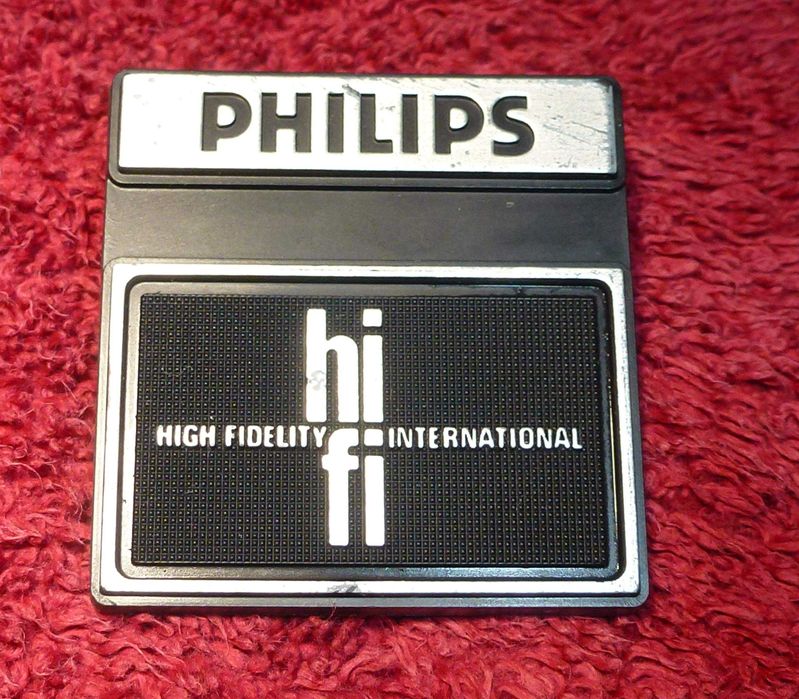 PHILIPS
hi
HIGH FIDELITY INTERNATIONAL
fi